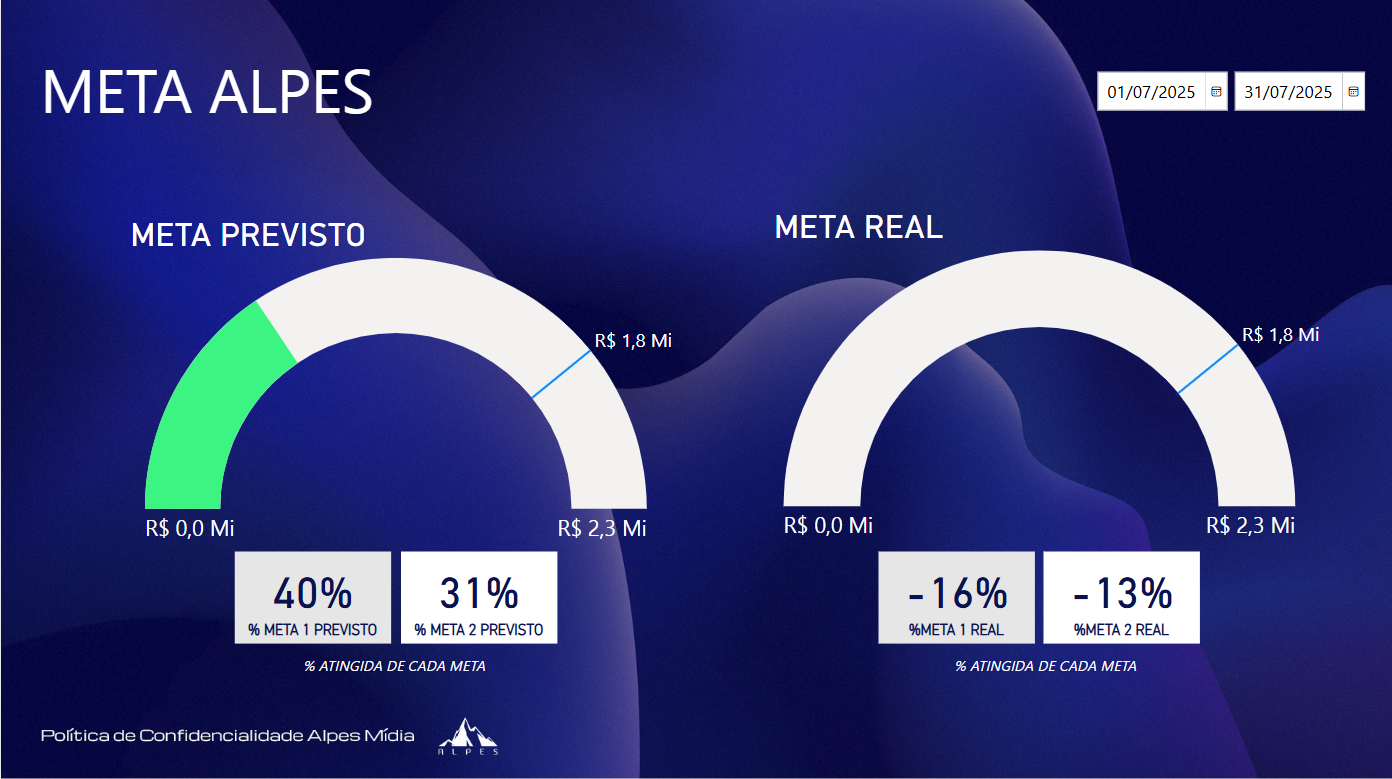 META ALPES
01/07/2025
31/07/2025
META PREVISTO
R$ 1,8 Mi
R$ 0,0 Mi
R$ 2,3 Mi
40%
% META 1 PREVISTO
31%
% META 2 PREVISTO
% ATINGIDA DE CADA META
META REAL
R$ 1,8 Mi
R$ 0,0 Mi
R$ 2,3 Mi
-16%
%META 1 REAL
-13%
%META 2 REAL
% ATINGIDA DE CADA META
Política de Confidencialidade Alpes Mídia
ALPES